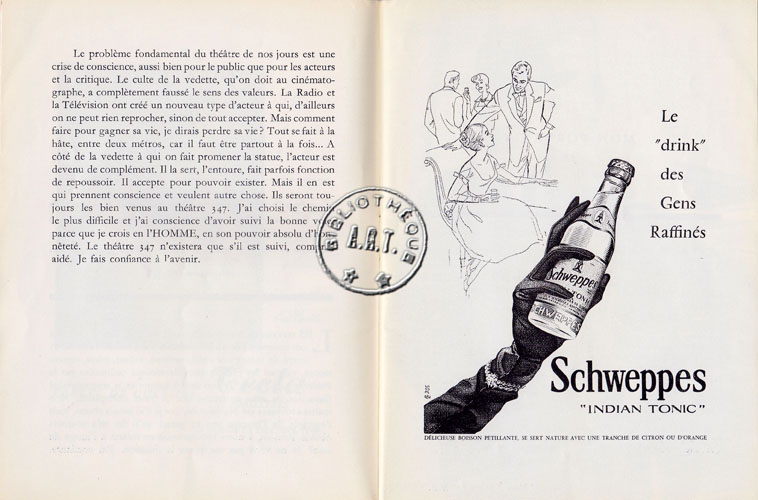 Le problème fondamental du théâtre de nos jours est une
crise de conscience, aussi bien pour le public que pour les acteurs
et la critique. Le culte de la vedette, qu'on doit au cinémato-
graphe, a complètement faussé le sens des valeurs. La Radio et
la Télévision ont créé un nouveau type d'acteur à qui, d'ailleurs
on ne peut rien reprocher, sinon de tout accepter. Mais comment
faire pour gagner sa vie, je dirais perdre sa vie ? Tout se fait à la
hâte, entre deux métros, car il faut être partout à la fois... A
côté de la vedette à qui on fait promener la statue, l'acteur est
devenu de complément. Il la sert, l'entoure, fait parfois fonction
de repoussoir. Il accepte pour pouvoir exister. Mais il en est
qui prennent conscience et veulent autre chose. Ils seront tou-
jours les bien venus au théâtre 347. J'ai choisi le chemin
le plus difficile et j'ai conscience d'avoir suivi la bonne
parce que je crois en l'HOMME, en son pouvoir absolu
nêteté. Le théâtre 347 n'existera que s'il est suivi,
aidé. Je fais confiance à l'avenir.
BIBLIOTHÈQUE
A.R.T.
Le
"drink"
des
Gens
Raffinés
Schweppes
TONIC
SCHWEPPES
Schweppes
"INDIAN TONIC"
DÉLICIEUSE BOISSON PETILLANTE, SE SERT NATURE AVEC UNE TRANCHE DE CITRON OU D'ORANGE